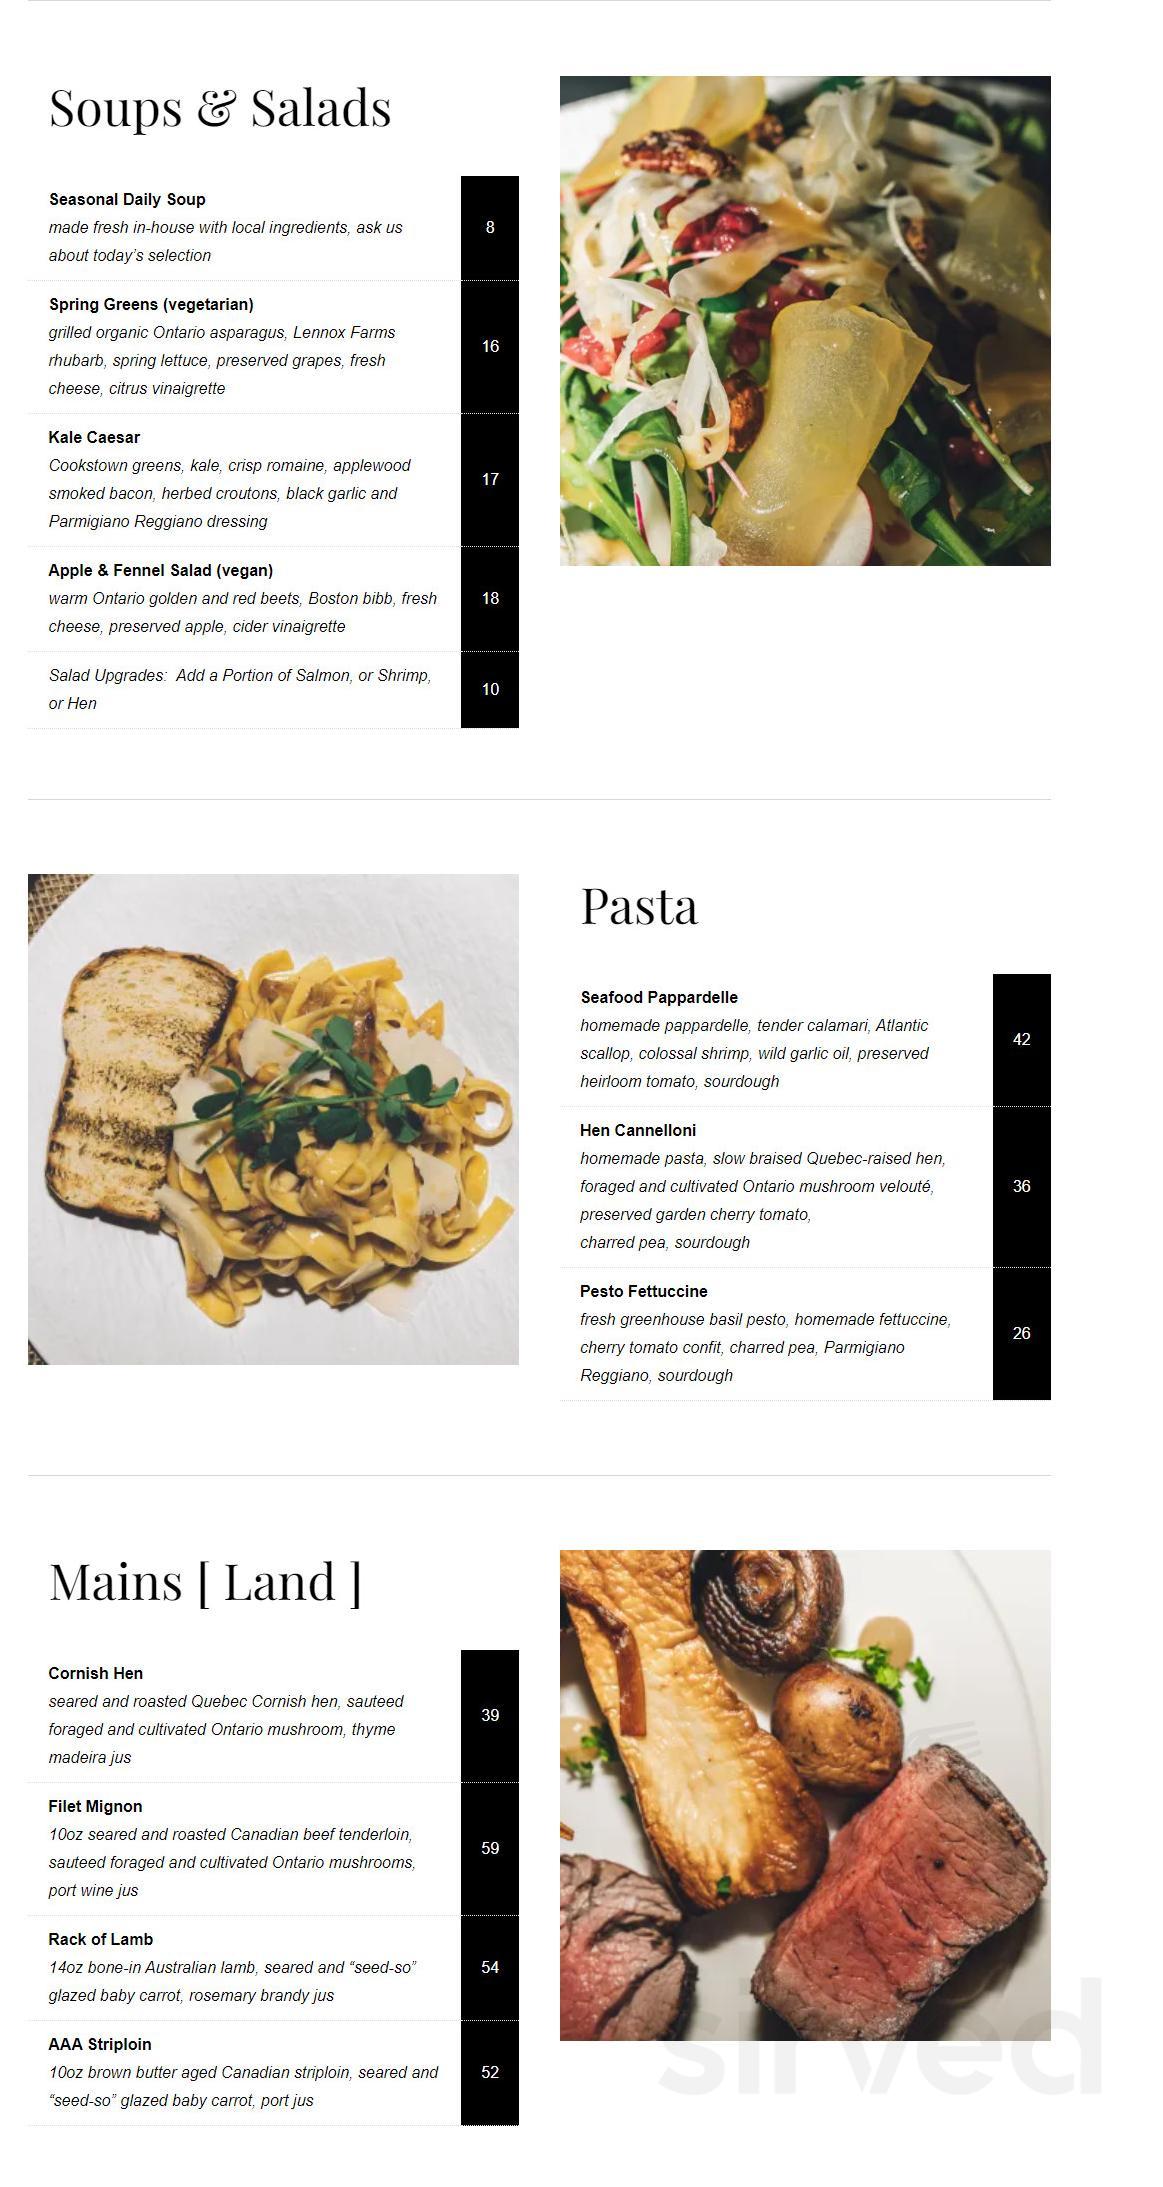 Soups & Salads
Seasonal Daily Soup
made fresh in-house with local ingredients, ask us
about today’s selection
8
Spring Greens (vegetarian)
grilled organic Ontario asparagus, Lennox Farms
rhubarb, spring lettuce, preserved grapes, fresh
cheese, citrus vinaigrette
16
Kale Caesar
Cookstown greens, kale, crisp romaine, applewood
smoked bacon, herbed croutons, black garlic and
Parmigiano Reggiano dressing
17
Apple & Fennel Salad (vegan)
warm Ontario golden and red beets, Boston bibb, fresh
cheese, preserved apple, cider vinaigrette
18
Salad Upgrades:  Add a Portion of Salmon, or Shrimp,
or Hen
10
Pasta
Seafood Pappardelle
homemade pappardelle, tender calamari, Atlantic
scallop, colossal shrimp, wild garlic oil, preserved
heirloom tomato, sourdough
42
Hen Cannelloni
homemade pasta, slow braised Quebec-raised hen,
foraged and cultivated Ontario mushroom velouté,
preserved garden cherry tomato,
charred pea, sourdough
36
Pesto Fettuccine
fresh greenhouse basil pesto, homemade fettuccine,
cherry tomato confit, charred pea, Parmigiano
Reggiano, sourdough
26
Mains [ Land ]
Cornish Hen
seared and roasted Quebec Cornish hen, sauteed
foraged and cultivated Ontario mushroom, thyme
madeira jus
39
Filet Mignon
10oz seared and roasted Canadian beef tenderloin,
sauteed foraged and cultivated Ontario mushrooms,
port wine jus
59
Rack of Lamb
14oz bone-in Australian lamb, seared and “seed-so”
glazed baby carrot, rosemary brandy jus
54
AAA Striploin
10oz brown butter aged Canadian striploin, seared and
“seed-so” glazed baby carrot, port jus
52
sirved